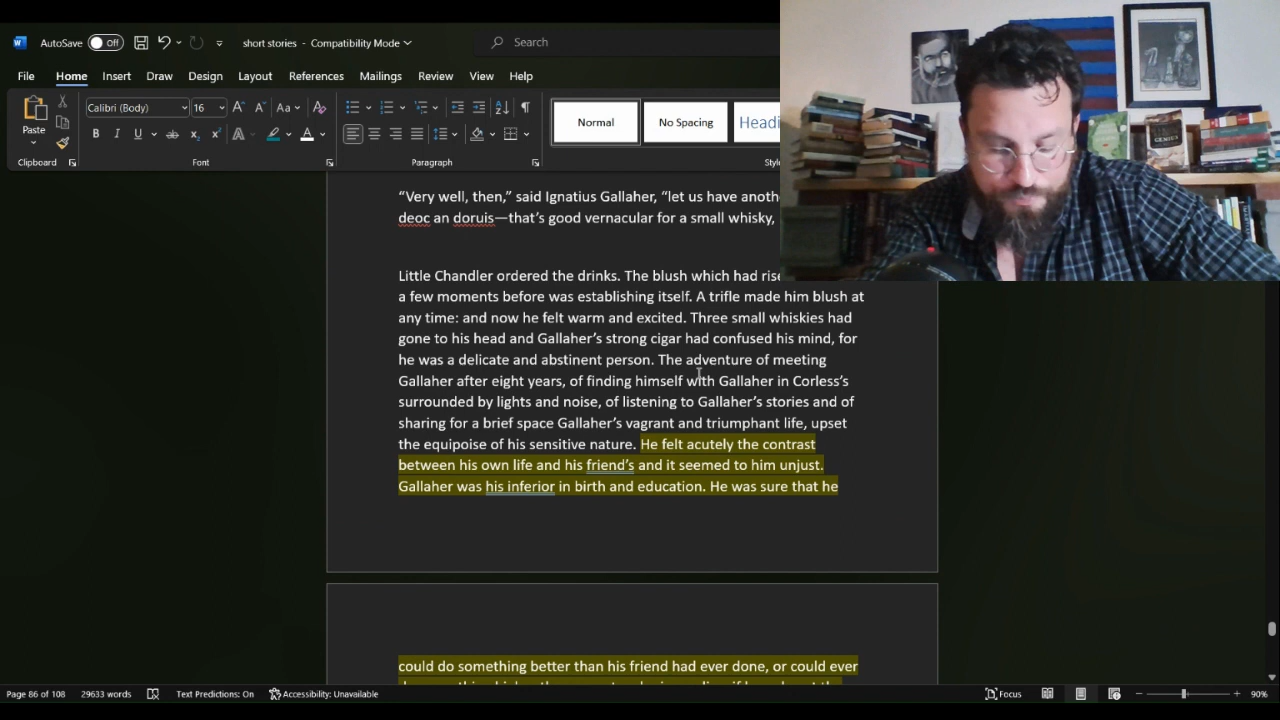 AutoSave Off short stories - Compatibility Mode Search
File Home Insert Draw Design Layout References Mailings Review View Help
Paste Calibri (Body) 16 Aa Normal No Spacing Headi
B I U ab x₂ x² A A
Clipboard Font Paragraph Style
“Very well, then,” said Ignatius Gallaher, “let us have anoth
deoc an doruis—that’s good vernacular for a small whisky,
Little Chandler ordered the drinks. The blush which had rise
a few moments before was establishing itself. A trifle made him blush at
any time: and now he felt warm and excited. Three small whiskies had
gone to his head and Gallaher’s strong cigar had confused his mind, for
he was a delicate and abstinent person. The adventure of meeting
Gallaher after eight years, of finding himself with Gallaher in Corless’s
surrounded by lights and noise, of listening to Gallaher’s stories and of
sharing for a brief space Gallaher’s vagrant and triumphant life, upset
the equipoise of his sensitive nature. He felt acutely the contrast
between his own life and his friend’s and it seemed to him unjust.
Gallaher was his inferior in birth and education. He was sure that he
could do something better than his friend had ever done, or could ever
Page 86 of 108 29633 words Text Predictions: On Accessibility: Unavailable Focus 90%
GENIUS